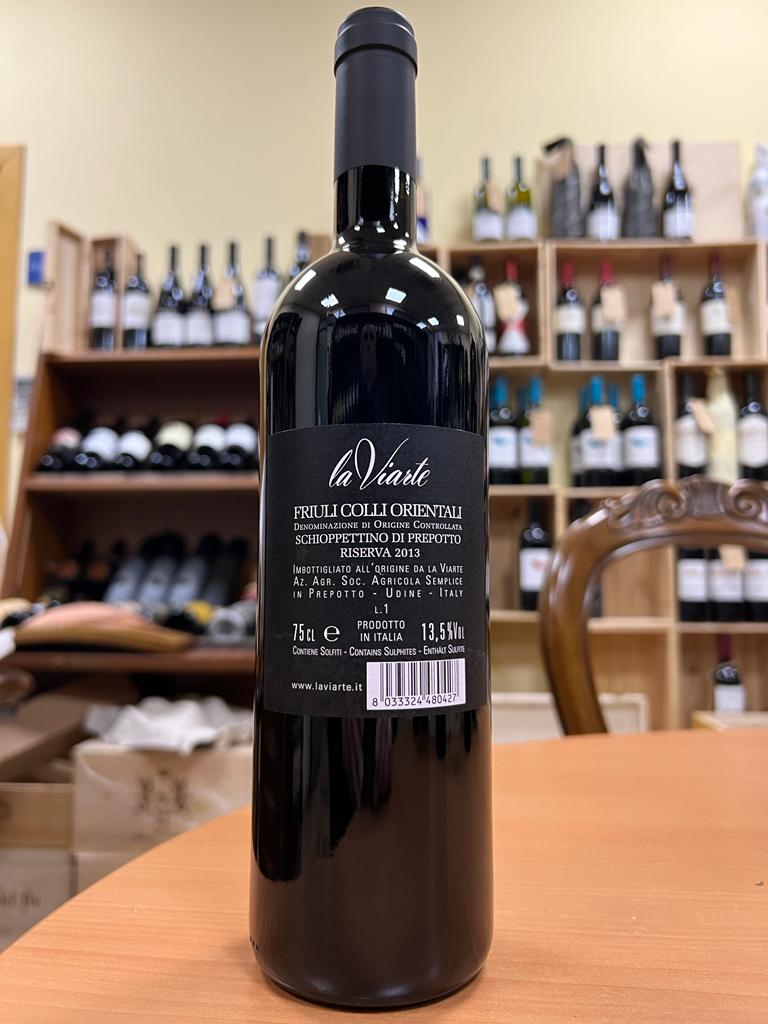 la Viarte
FRIULI COLLI ORIENTALI
DENOMINAZIONE DI ORIGINE CONTROLLATA
SCHIOPPETTINO DI PREPOTTO
RISERVA 2013
IMBOTTIGLIATO ALL'ORIGINE DA LA VIARTE
AZ. AGR. SOC. AGRICOLA SEMPLICE
IN PREPOTTO - UDINE - ITALY
L.1
75CL e PRODOTTO IN ITALIA 13,5%VOL
CONTIENE SOLFITI - CONTAINS SULPHITES - ENTHÄLT SULFITE
www.laviarte.it
8 033324 480427